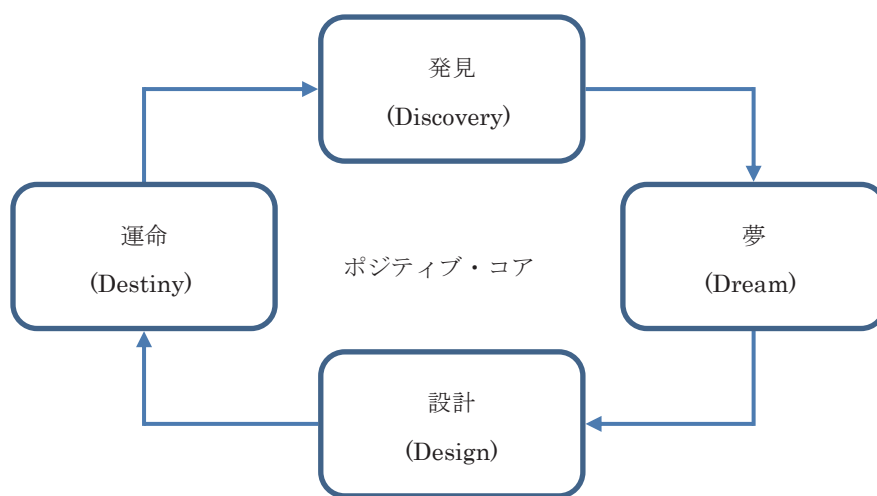 発見
(Discovery)
運命
(Destiny)
ポジティブ・コア
夢
(Dream)
設計
(Design)